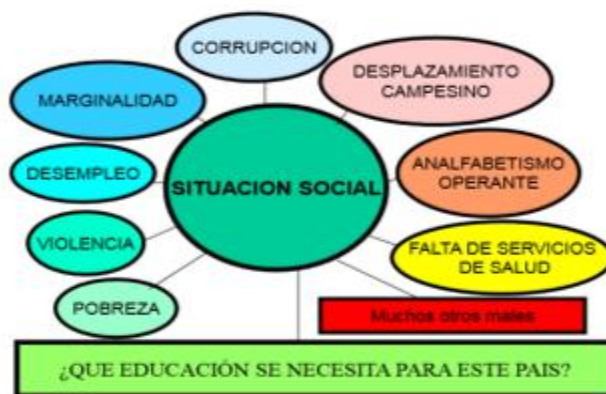 CORRUPCION
DESPLAZAMIENTO
CAMPESINO
MARGINALIDAD
ANALFABETISMO
OPERANTE
DESEMPLEO
SITUACION SOCIAL
VIOLENCIA
FALTA DE SERVICIOS
DE SALUD
POBREZA
Muchos otros males
¿QUE EDUCACIÓN SE NECESITA PARA ESTE PAIS?